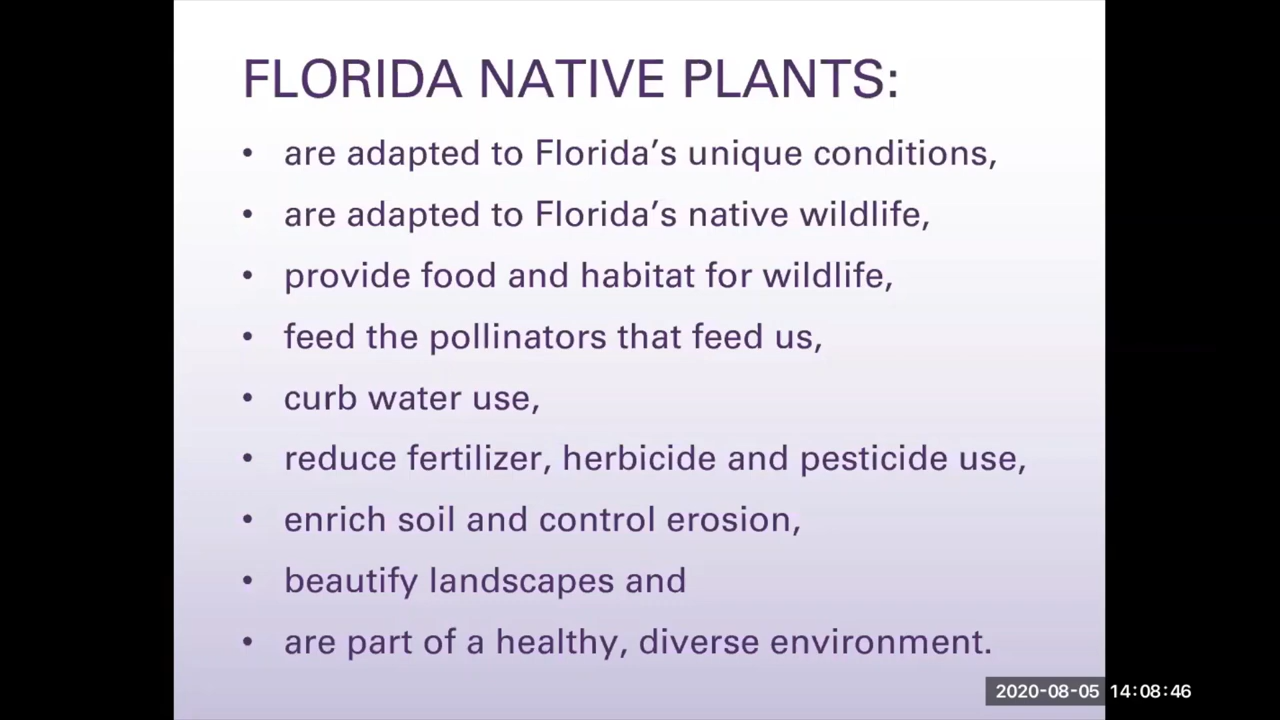 FLORIDA NATIVE PLANTS:
• are adapted to Florida’s unique conditions,
• are adapted to Florida’s native wildlife,
• provide food and habitat for wildlife,
• feed the pollinators that feed us,
• curb water use,
• reduce fertilizer, herbicide and pesticide use,
• enrich soil and control erosion,
• beautify landscapes and
• are part of a healthy, diverse environment.
2020-08-05 14:08:46